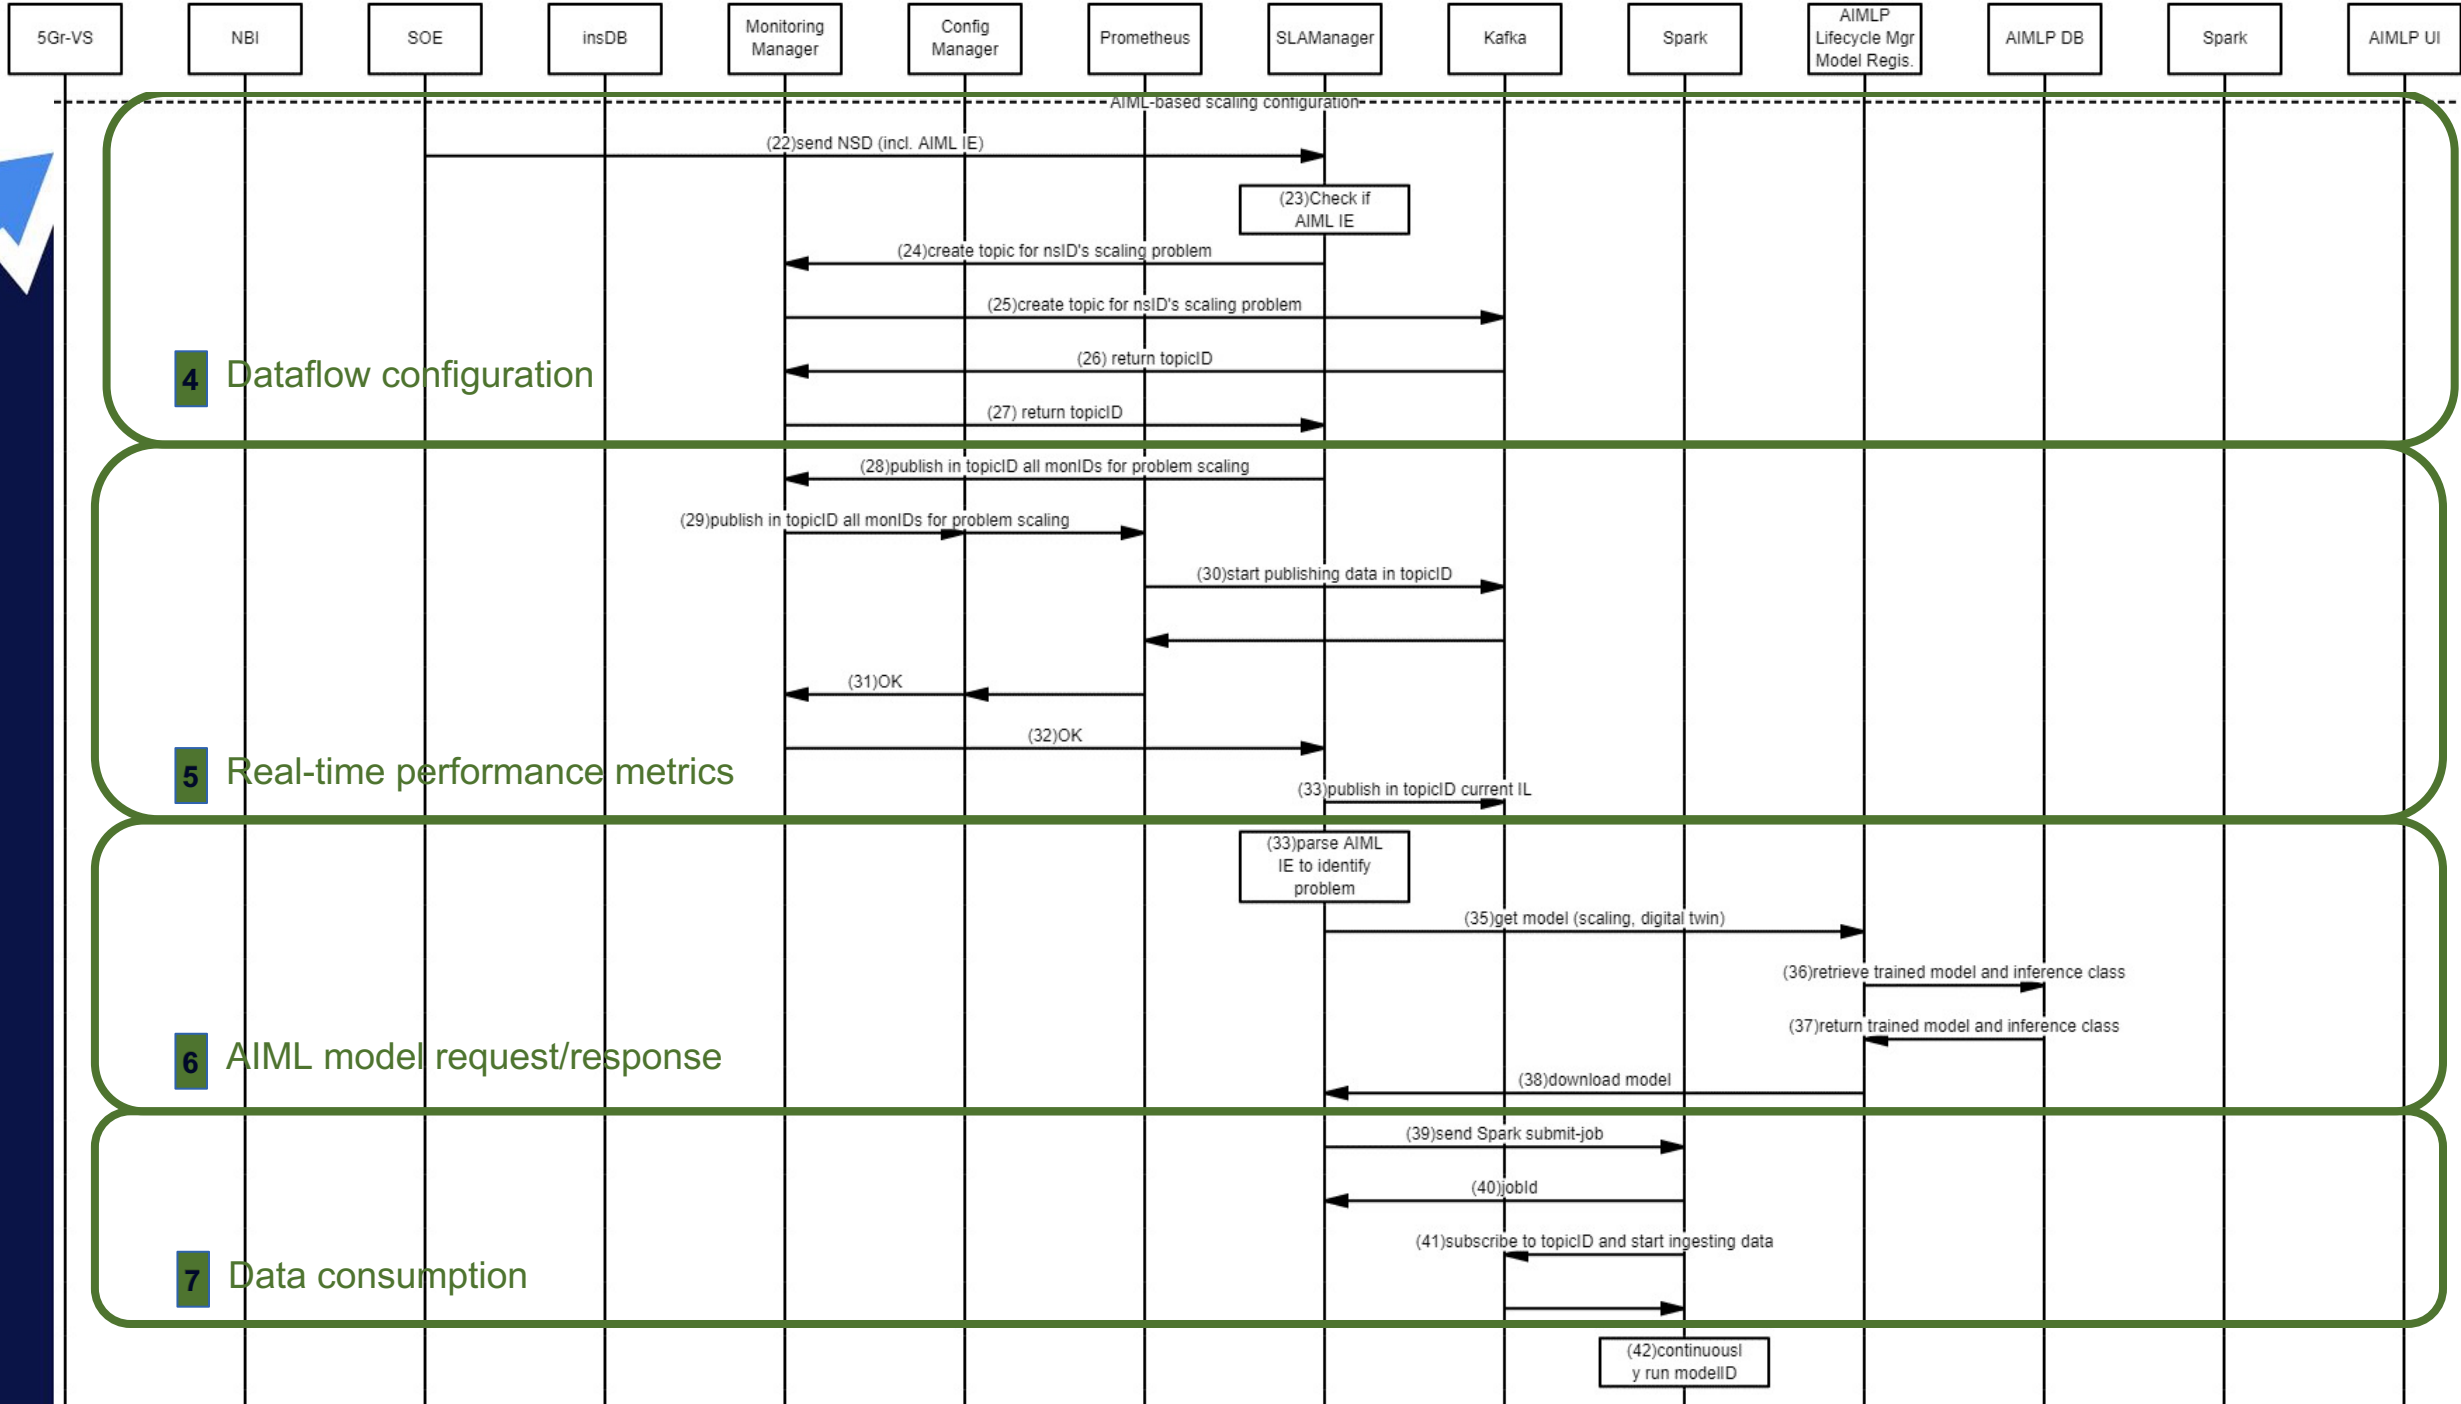 5Gr-VS
NBI
SOE
insDB
Monitoring
Manager
Config
Manager
Prometheus
SLAManager
Kafka
Spark
AIMLP
Lifecycle Mgr
Model Regis.
AIMLP DB
Spark
AIMLP UI
AIML-based scaling configuration
(22)send NSD (incl. AIML IE)
(23)Check if
AIML IE
(24)create topic for nsID's scaling problem
(25)create topic for nsID's scaling problem
(26) return topicID
4 Dataflow configuration
(27) return topicID
(28)publish in topicID all monIDs for problem scaling
(29)publish in topicID all monIDs for problem scaling
(30)start publishing data in topicID
(31)OK
(32)OK
5 Real-time performance metrics
(33)publish in topicID current IL
(33)parse AIML
IE to identify
problem
(35)get model (scaling, digital twin)
(36)retrieve trained model and inference class
(37)return trained model and inference class
6 AIML model request/response
(38)download model
(39)send Spark submit-job
(40)jobId
(41)subscribe to topicID and start ingesting data
7 Data consumption
(42)continuousl
y run modelID